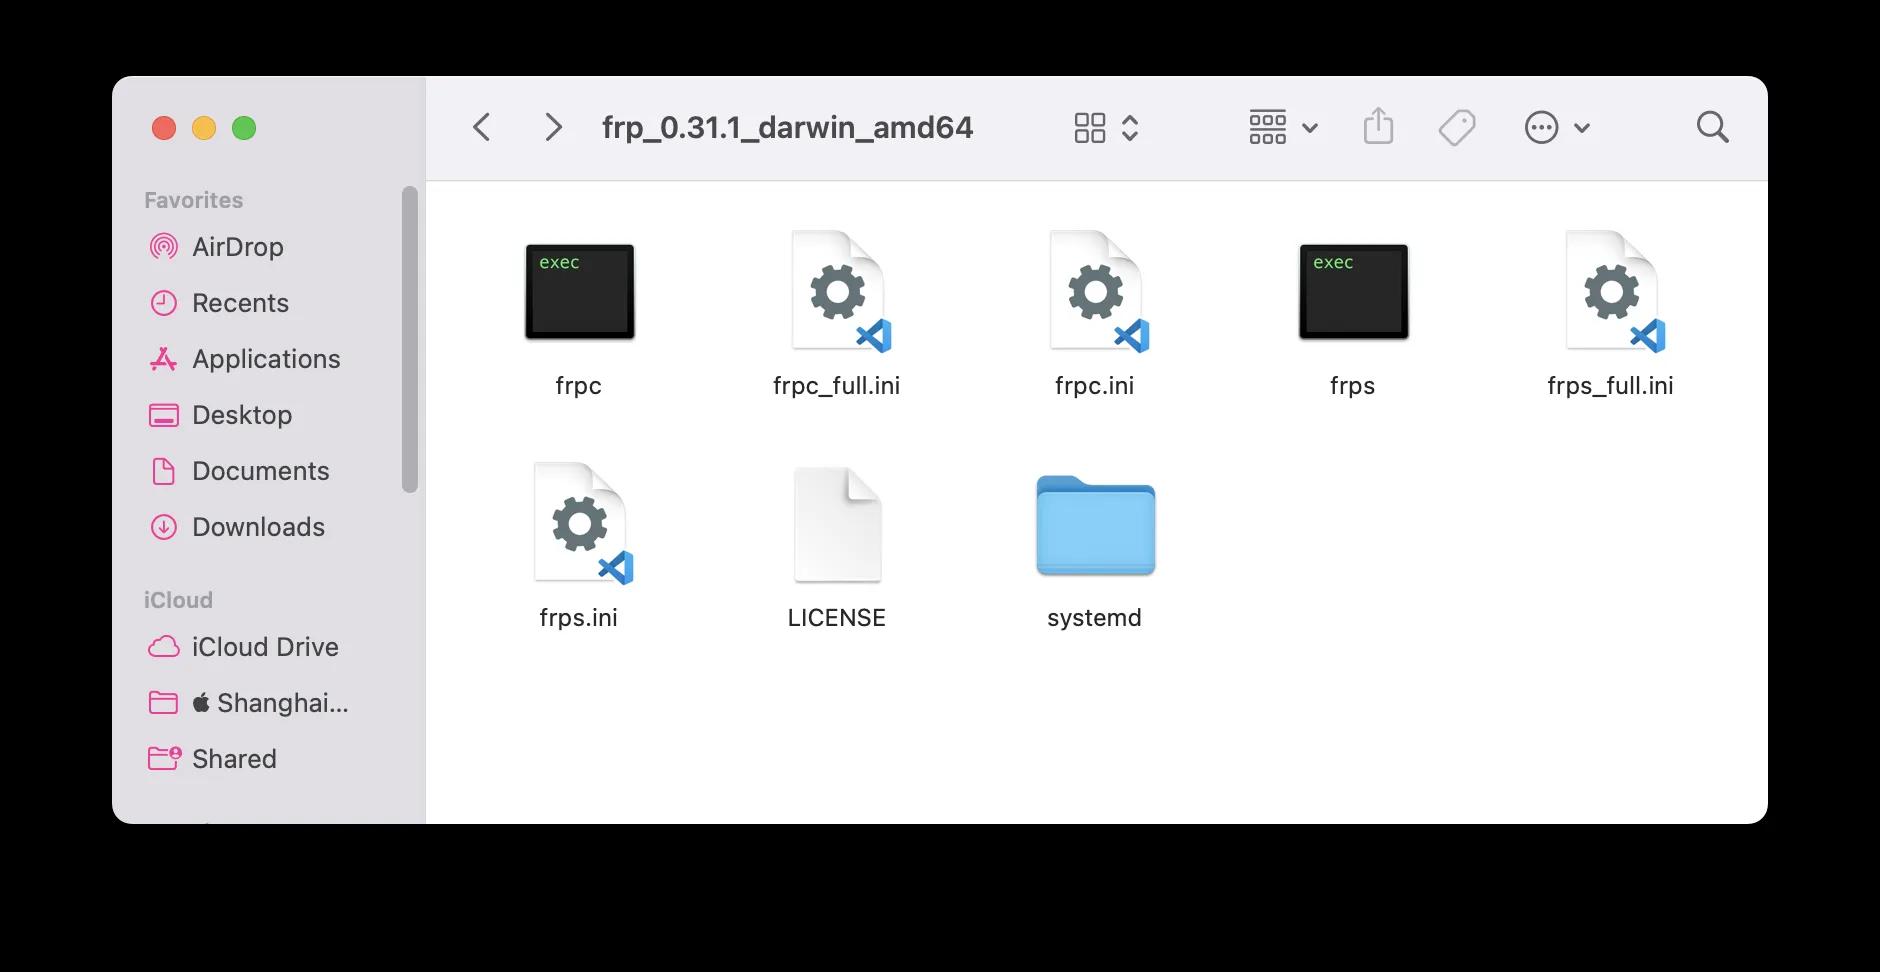 frp_0.31.1_darwin_amd64
Favorites
AirDrop
Recents
Applications
Desktop
Documents
Downloads
iCloud
iCloud Drive
Shanghai...
Shared
exec
frpc
frpc_full.ini
frpc.ini
exec
frps
frps_full.ini
frps.ini
LICENSE
systemd